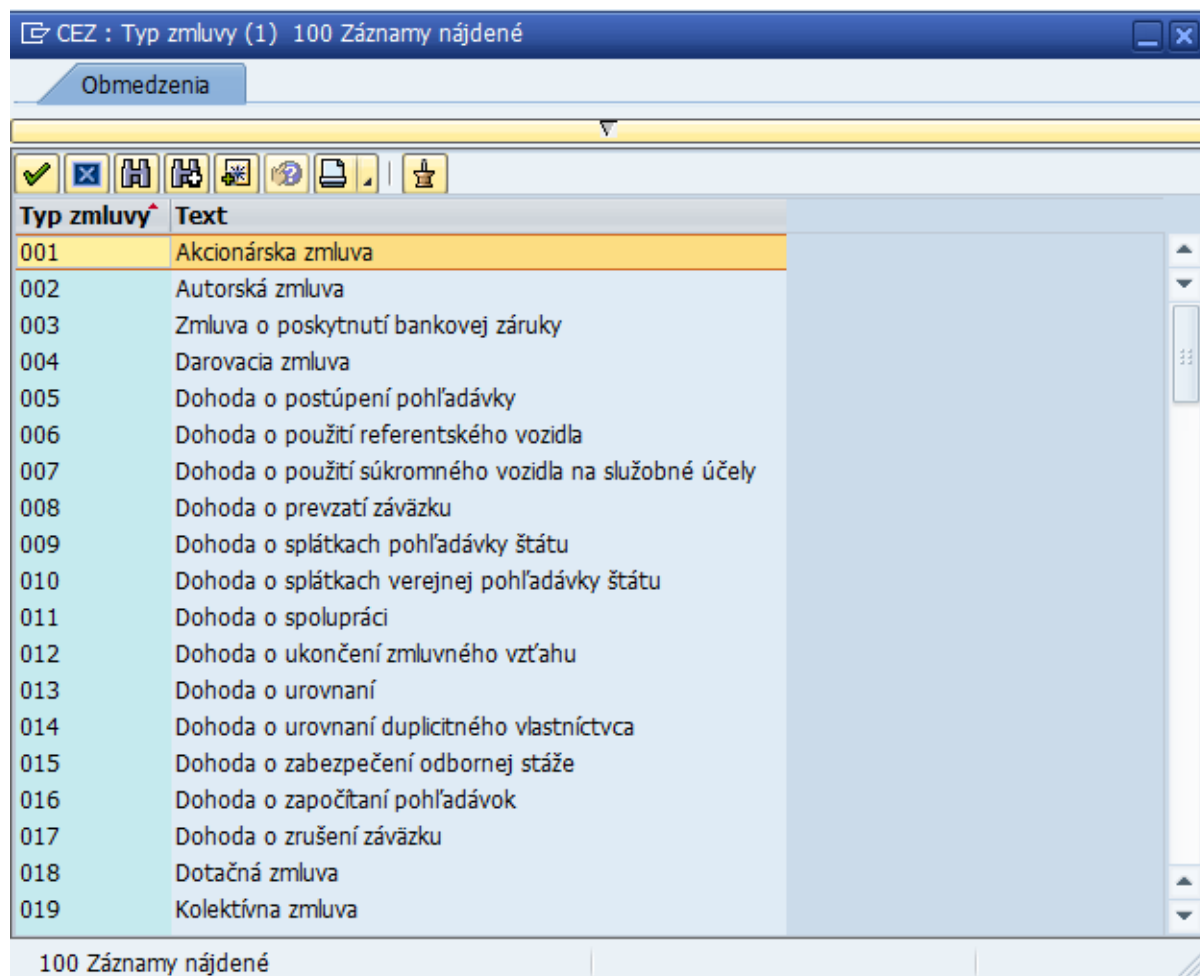 CEZ : Typ zmluvy (1) 100 Záznamy nájdené
Obmedzenia
Typ zmluvy Text
001 Akcionárska zmluva
002 Autorská zmluva
003 Zmluva o poskytnutí bankovej záruky
004 Darovacia zmluva
005 Dohoda o postúpení pohľadávky
006 Dohoda o použití referentského vozidla
007 Dohoda o použití súkromného vozidla na služobné účely
008 Dohoda o prevzatí záväzku
009 Dohoda o splátkach pohľadávky štátu
010 Dohoda o splátkach verejnej pohľadávky štátu
011 Dohoda o spolupráci
012 Dohoda o ukončení zmluvného vzťahu
013 Dohoda o urovnaní
014 Dohoda o urovnaní duplicitného vlastníctvca
015 Dohoda o zabezpečení odbornej stáže
016 Dohoda o započítaní pohľadávok
017 Dohoda o zrušení záväzku
018 Dotačná zmluva
019 Kolektívna zmluva
100 Záznamy nájdené